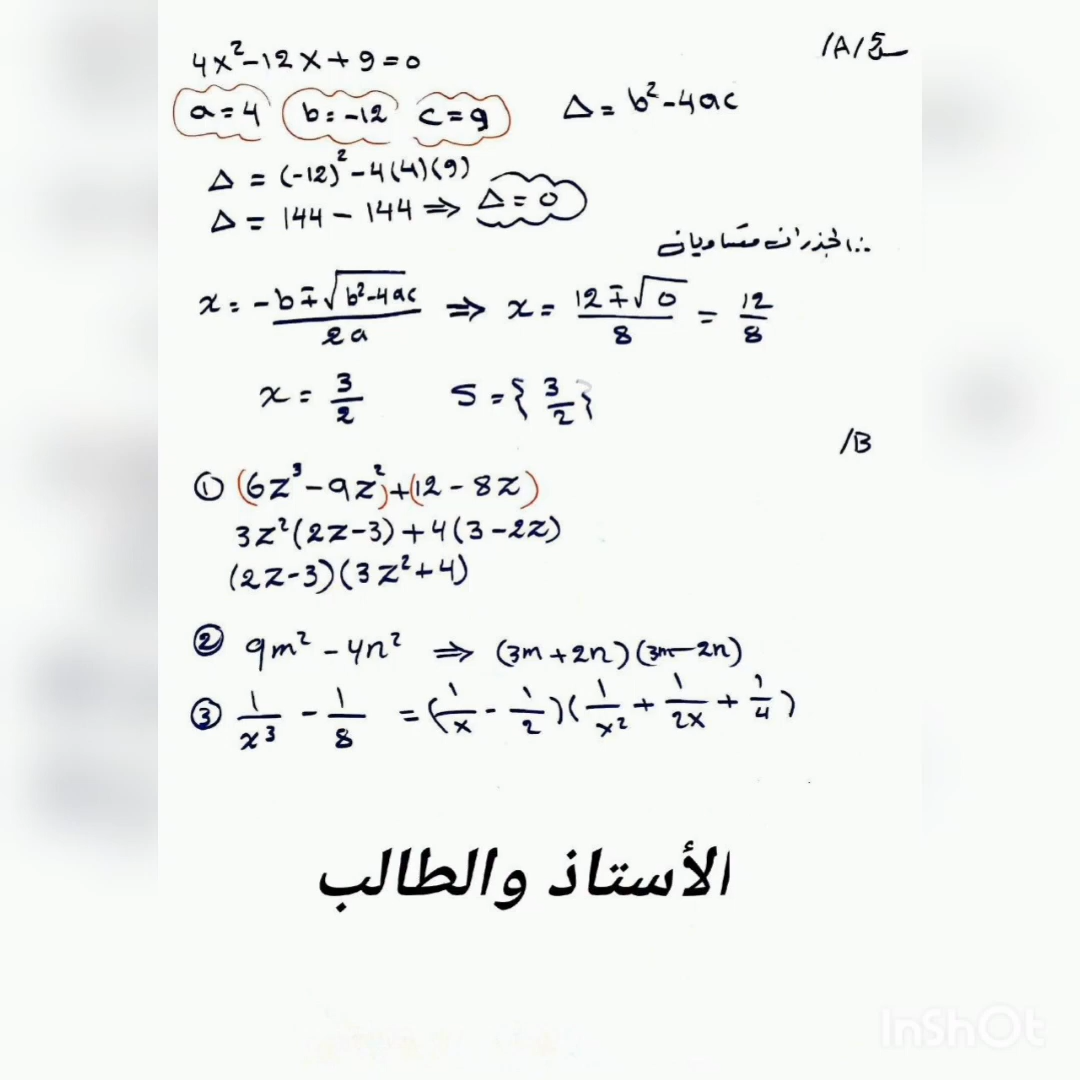 4x²-12x+9=0
/A/5س
a=4 b=-12 c=9 Δ=b²-4ac
Δ=(-12)²-4(4)(9)
Δ=144-144⇒Δ=0
∴ الجذران متساويان
x=-b∓√b²-4ac/2a ⇒ x=12∓√0/8=12/8
x=3/2 S={3/2}
/B
① (6z³-9z²)+(12-8z)
3z²(2z-3)+4(3-2z)
(2z-3)(3z²+4)
② 9m²-4n² ⇒ (3m+2n)(3m-2n)
③ 1/x³-1/8=(1/x-1/2)(1/x²+1/2x+1/4)
الأستاذ والطالب
InShOt